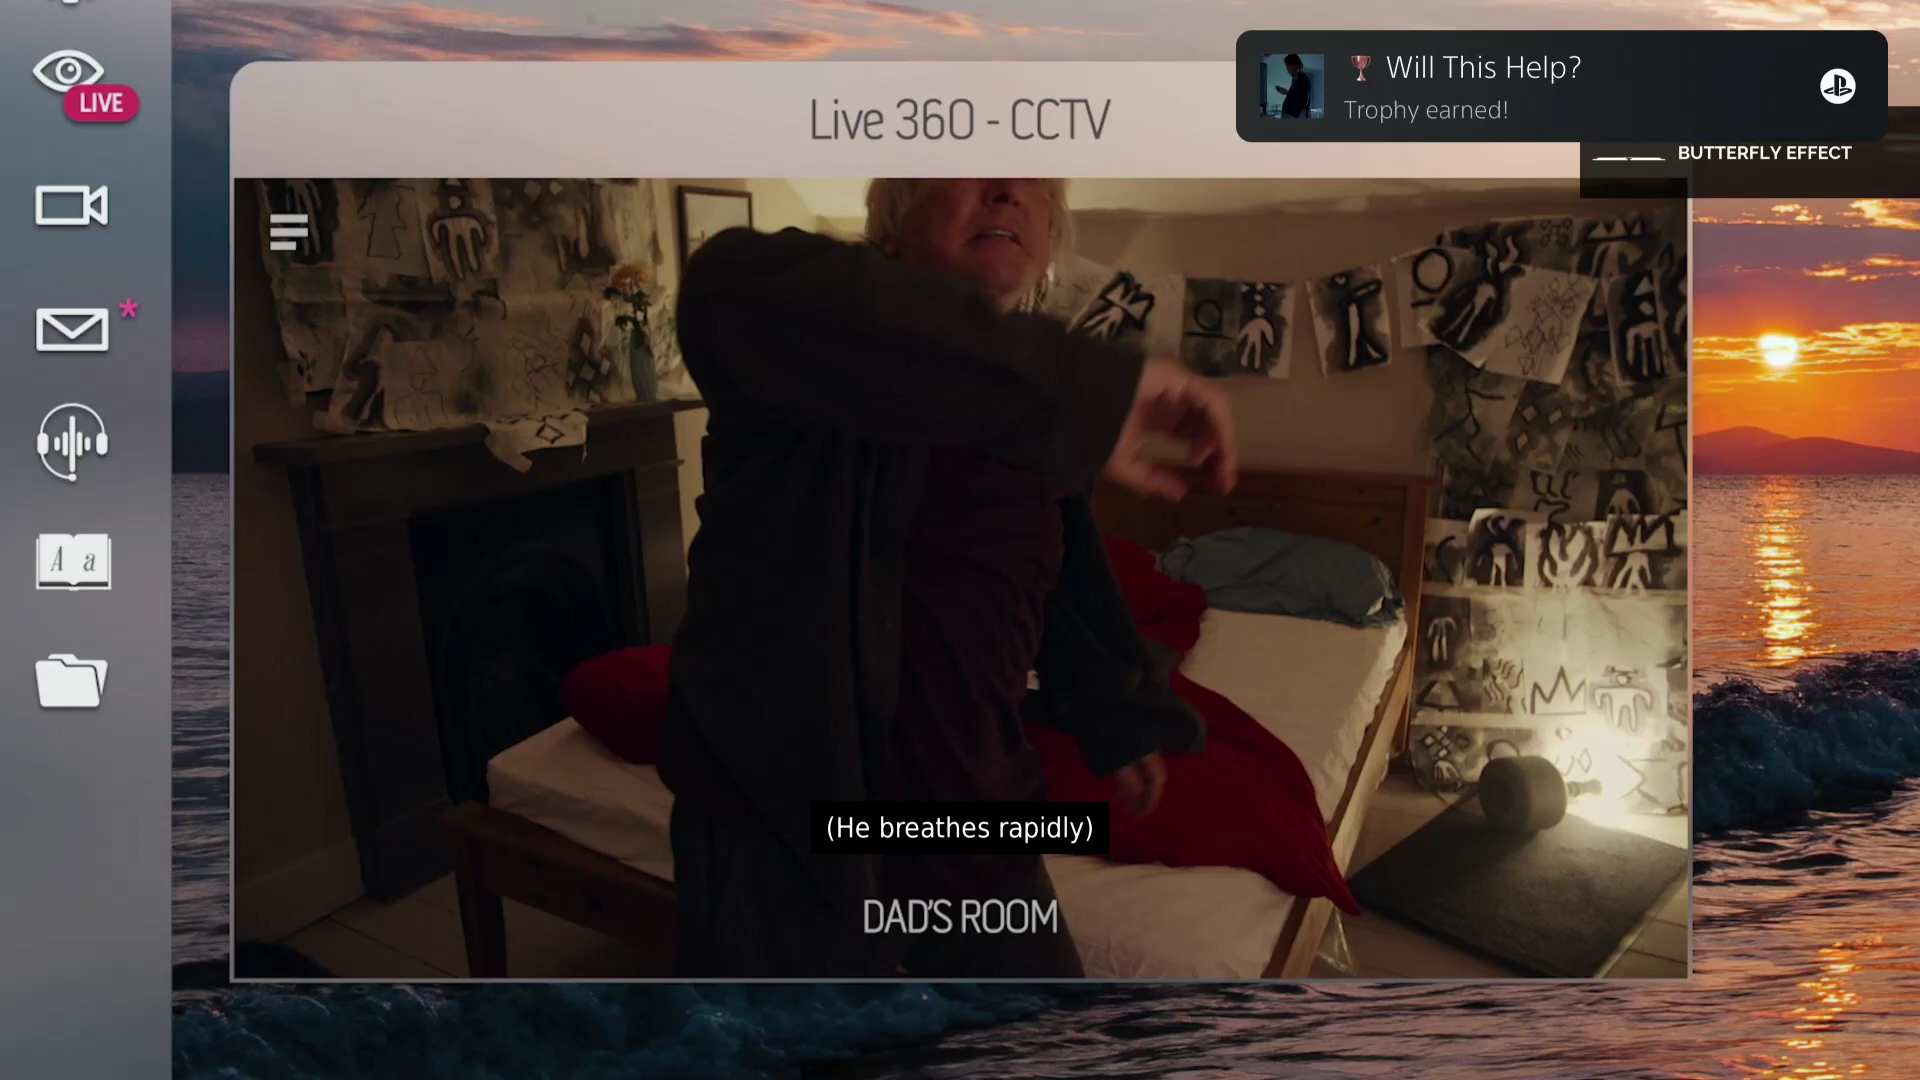 LIVE
Live 360 - CCTV
Will This Help?
Trophy earned!
BUTTERFLY EFFECT
A a
(He breathes rapidly)
DAD'S ROOM